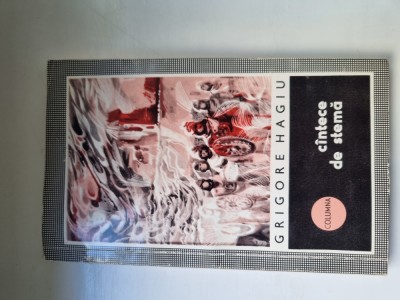 GRIGORE HAGIU
cîntece
de stemă
COLUMNA